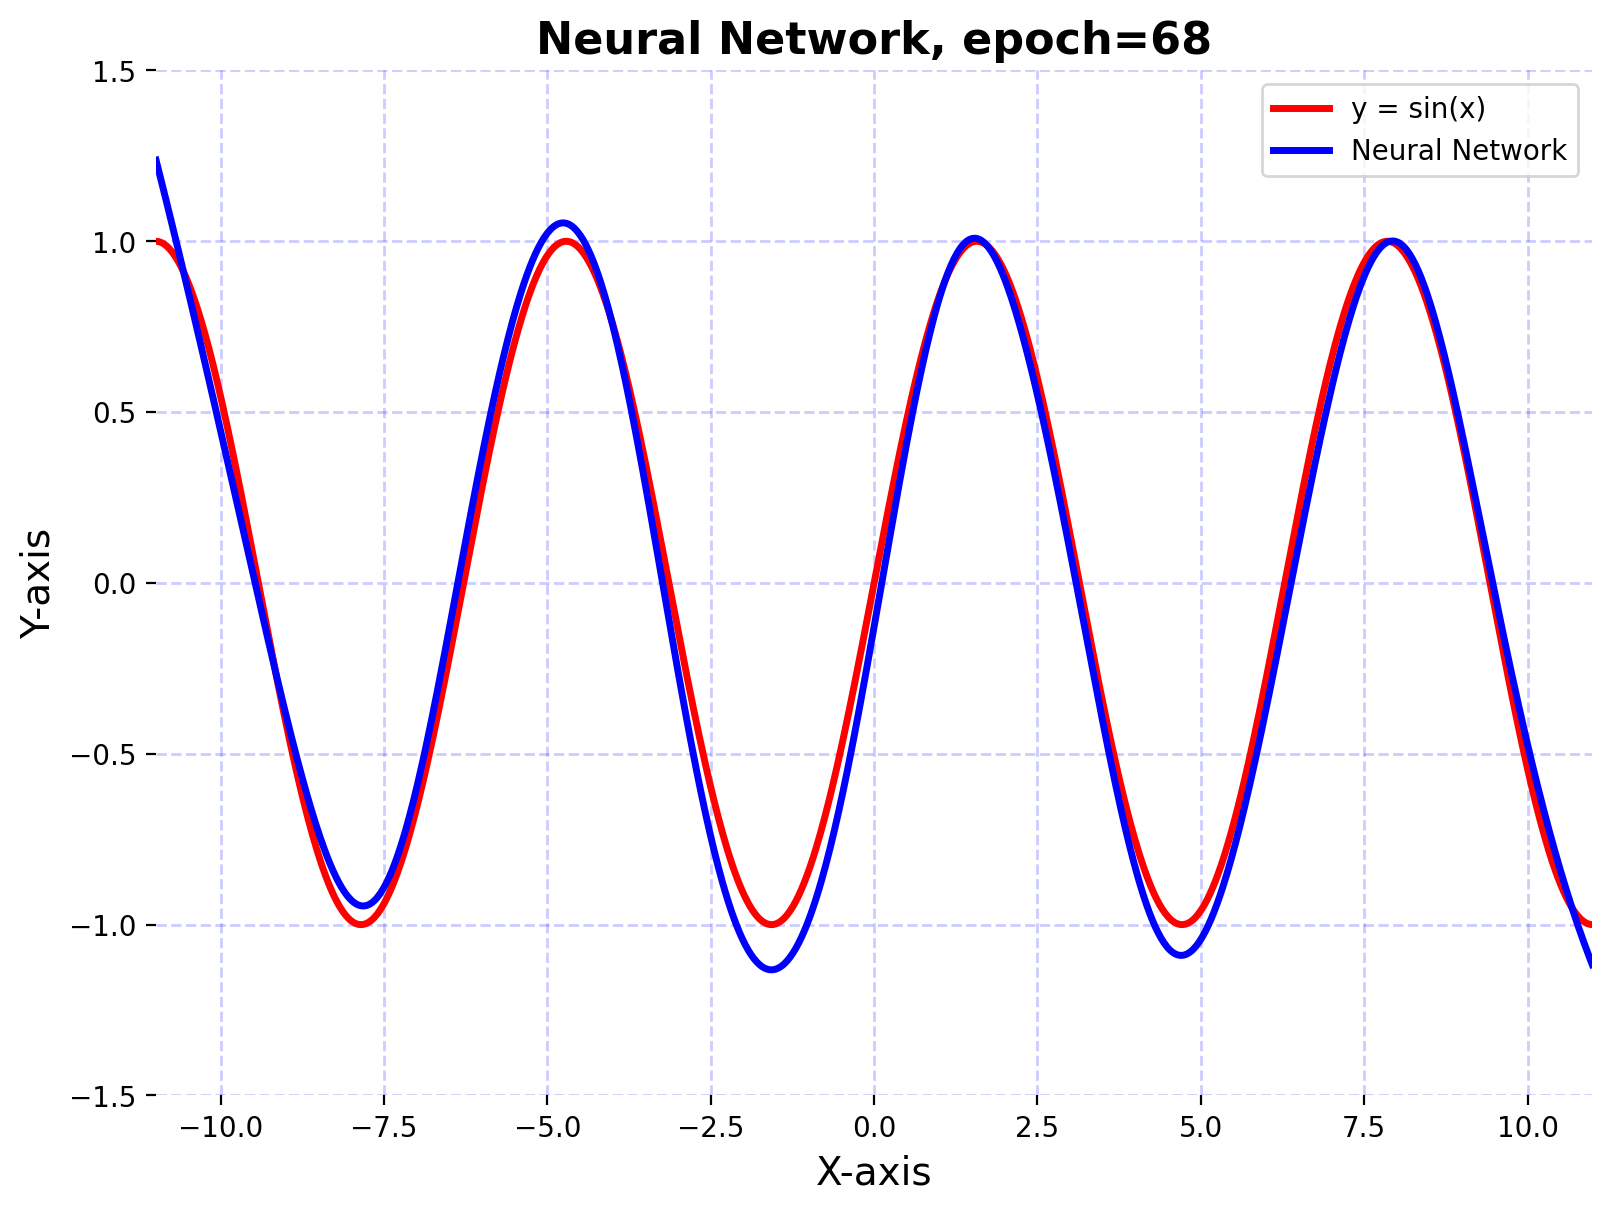 Neural Network, epoch=68
1.5
y = sin(x)
Neural Network
1.0
0.5
0.0
Y-axis
−0.5
−1.0
−1.5
−10.0 −7.5 −5.0 −2.5 0.0 2.5 5.0 7.5 10.0
X-axis